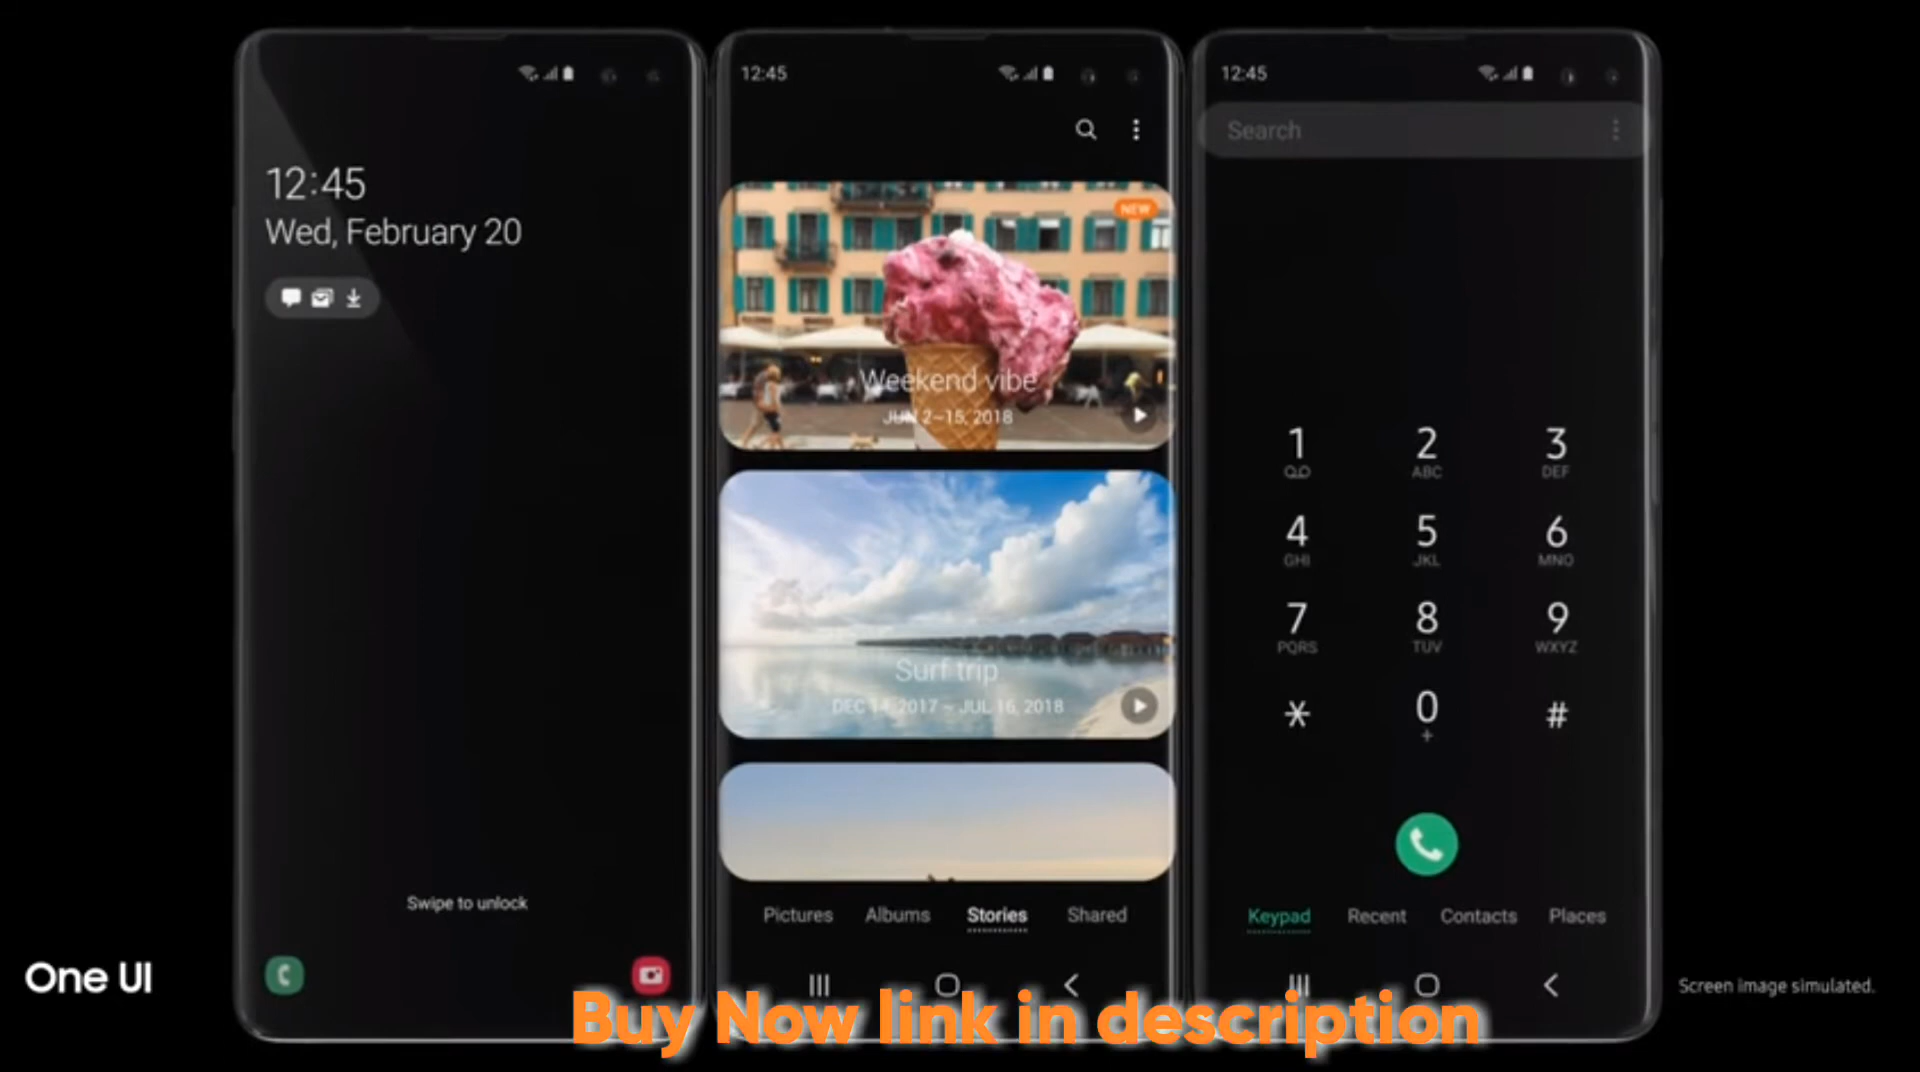 12:45
Wed, February 20
Swipe to unlock
12:45
NEW
Weekend vibe
JUN 2–15, 2018
Surf trip
DEC 14, 2017 ~ JUL 16, 2018
Pictures Albums Stories Shared
12:45
Search
1 2 3
ABC DEF
4 5 6
GHI JKL MNO
7 8 9
PQRS TUV WXYZ
* 0 #
+
Keypad Recent Contacts Places
One UI
Screen image simulated.
Buy Now link in description